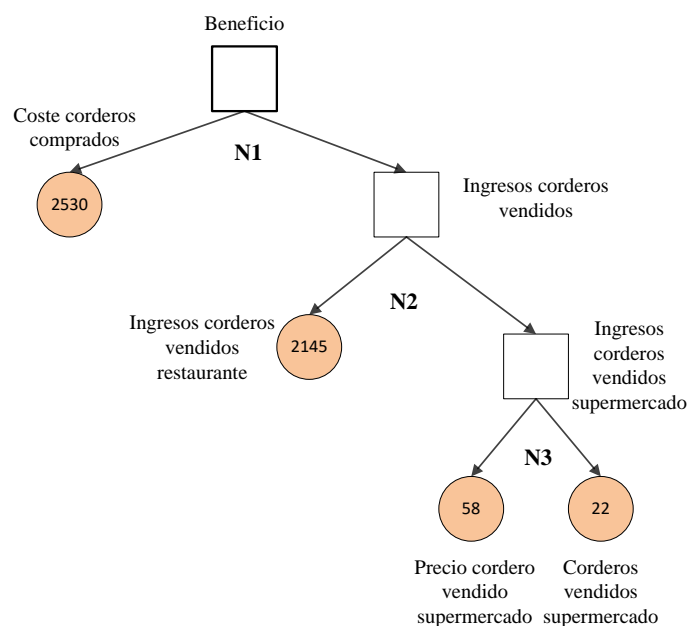 Beneficio
Coste corderos
comprados
N1
2530
Ingresos corderos
vendidos
N2
Ingresos corderos
vendidos
restaurante
2145
Ingresos
corderos
vendidos
supermercado
N3
58
22
Precio cordero
vendido
supermercado
Corderos
vendidos
supermercado